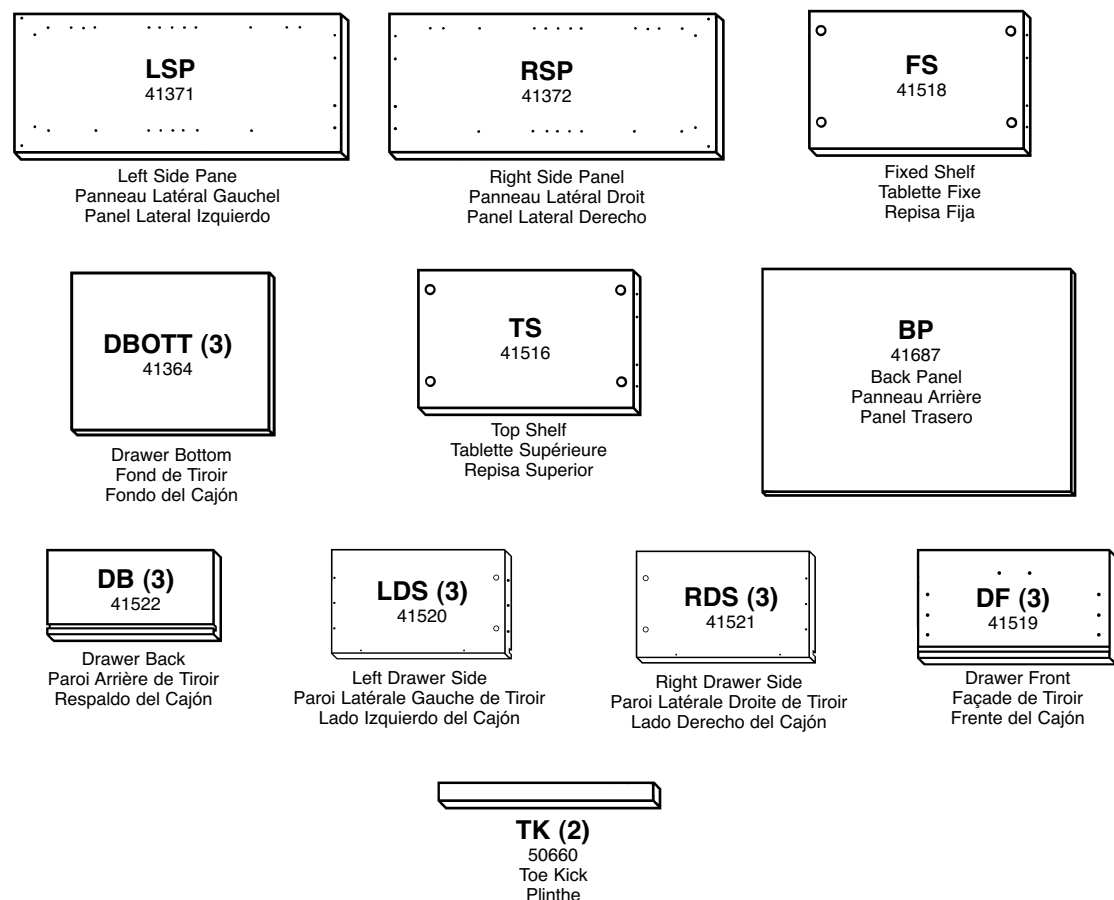 LSP
41371
Left Side Pane
Panneau Latéral Gauchel
Panel Lateral Izquierdo
RSP
41372
Right Side Panel
Panneau Latéral Droit
Panel Lateral Derecho
FS
41518
Fixed Shelf
Tablette Fixe
Repisa Fija
DBOTT (3)
41364
Drawer Bottom
Fond de Tiroir
Fondo del Cajón
TS
41516
Top Shelf
Tablette Supérieure
Repisa Superior
BP
41687
Back Panel
Panneau Arrière
Panel Trasero
DB (3)
41522
Drawer Back
Paroi Arrière de Tiroir
Respaldo del Cajón
LDS (3)
41520
Left Drawer Side
Paroi Latérale Gauche de Tiroir
Lado Izquierdo del Cajón
RDS (3)
41521
Right Drawer Side
Paroi Latérale Droite de Tiroir
Lado Derecho del Cajón
DF (3)
41519
Drawer Front
Façade de Tiroir
Frente del Cajón
TK (2)
50660
Toe Kick
Plinthe